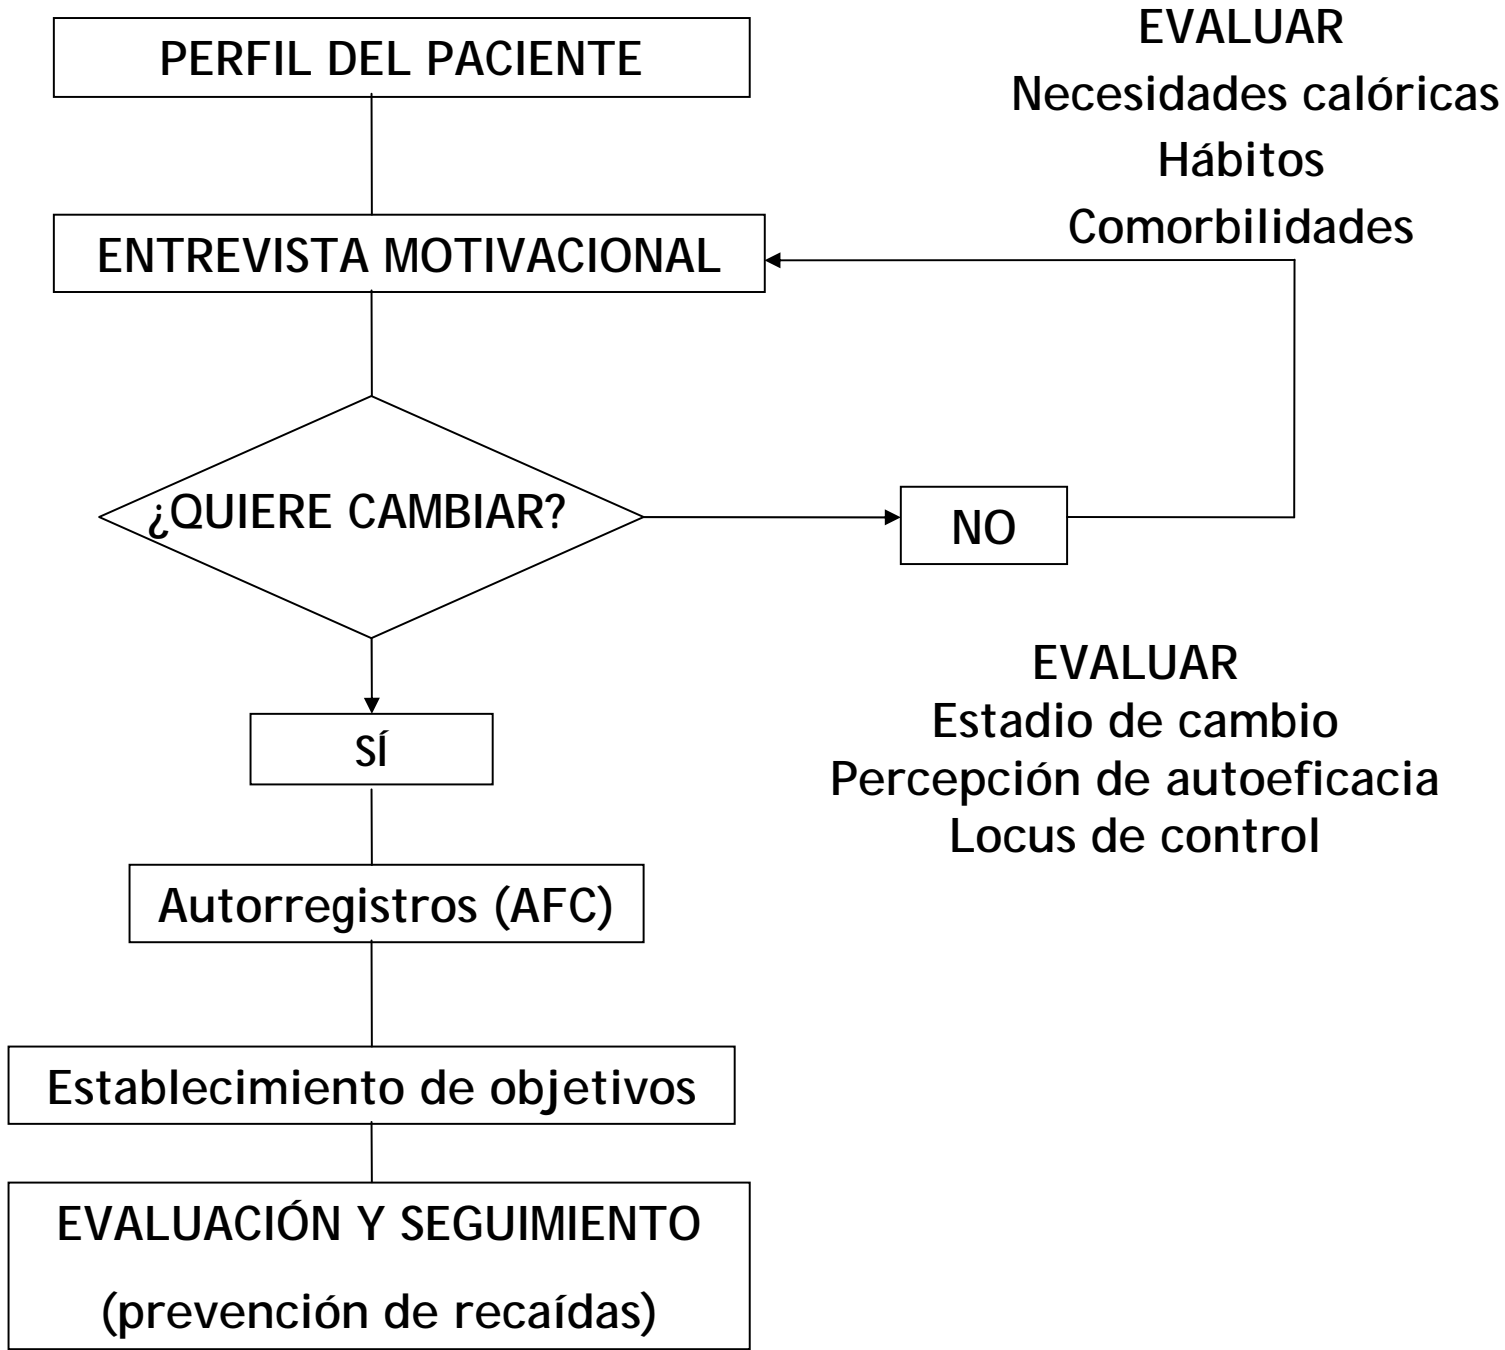 PERFIL DEL PACIENTE
EVALUAR
Necesidades calóricas
Hábitos
Comorbilidades
ENTREVISTA MOTIVACIONAL
¿QUIERE CAMBIAR?
NO
EVALUAR
Estadio de cambio
Percepción de autoeficacia
Locus de control
SÍ
Autorregistros (AFC)
Establecimiento de objetivos
EVALUACIÓN Y SEGUIMIENTO
(prevención de recaídas)